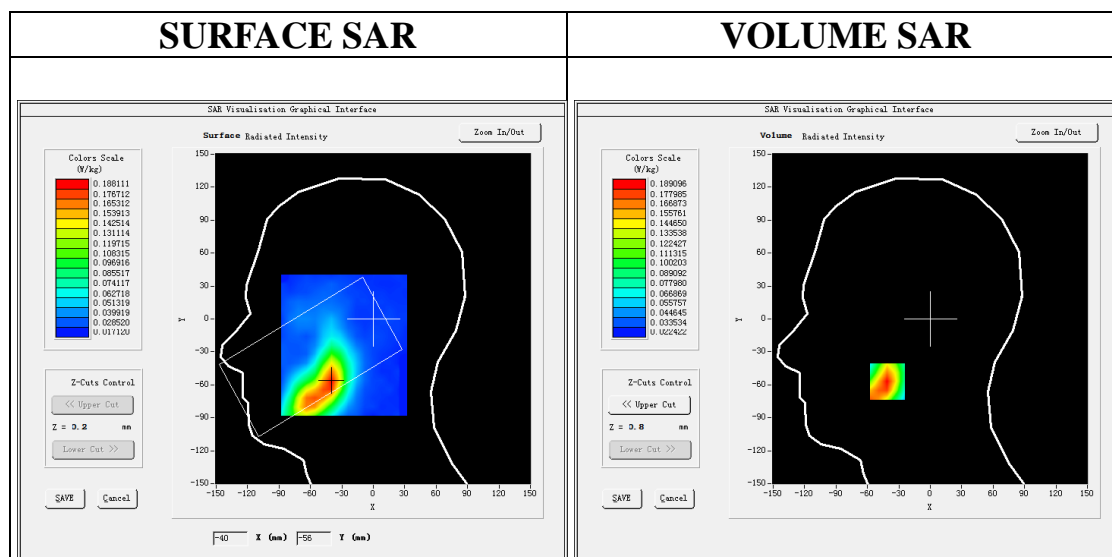 SURFACE SAR
VOLUME SAR
SAR Visualisation Graphical Interface
Surface Radiated Intensity
Zoom In/Out
Colors Scale
(W/kg)
0.188111
0.176712
0.165312
0.153913
0.142514
0.131114
0.119715
0.108315
0.096916
0.085517
0.074117
0.062718
0.051319
0.039919
0.028520
0.017120
Z-Cuts Control
<< Upper Cut
Z = 0.2 mm
Lower Cut >>
SAVE
Cancel
150
120
90
60
30
0
-30
-60
-90
-120
-150
Y
-150 -120 -90 -60 -30 0 30 60 90 120 150
X
-40 X (mm) -56 Y (mm)
SAR Visualisation Graphical Interface
Volume Radiated Intensity
Zoom In/Out
Colors Scale
(W/kg)
0.189096
0.177985
0.166873
0.155761
0.144650
0.133538
0.122427
0.111315
0.100203
0.089092
0.077980
0.066869
0.055757
0.044645
0.033534
0.022422
Z-Cuts Control
<< Upper Cut
Z = 0.8 mm
Lower Cut >>
SAVE
Cancel
150
120
90
60
30
0
-30
-60
-90
-120
-150
Y
-150 -120 -90 -60 -30 0 30 60 90 120 150
X